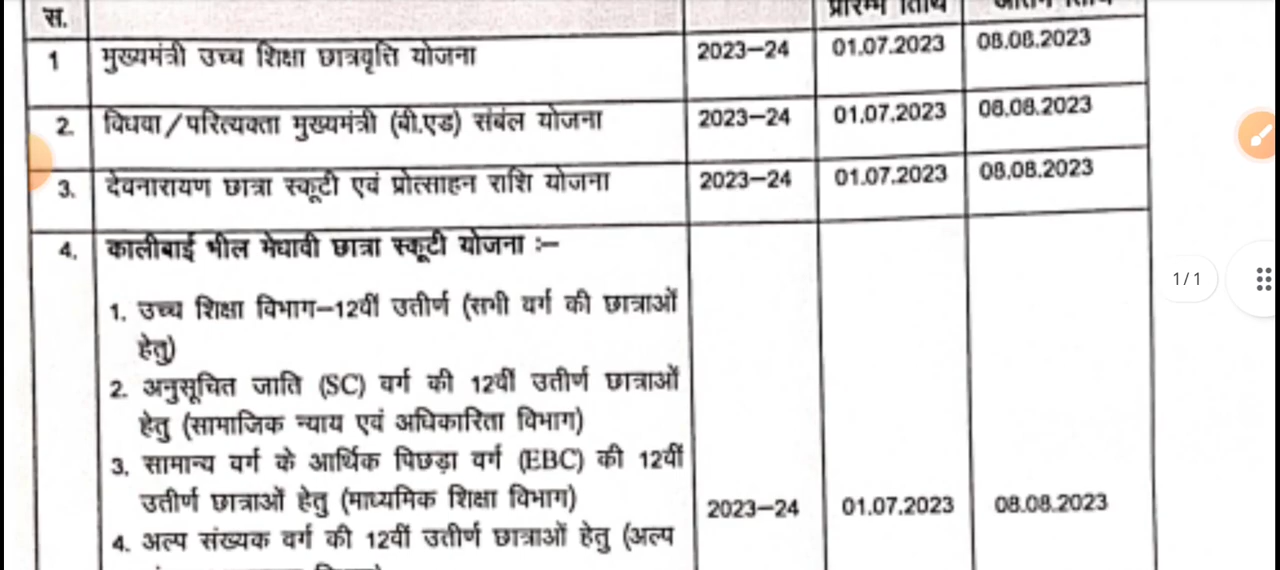 स. प्रारम्भ तिथि अंतिम तिथि
1 मुख्यमंत्री उच्च शिक्षा छात्रवृत्ति योजना 2023–24 01.07.2023 08.08.2023
2. विधवा/परित्यक्ता मुख्यमंत्री (बी.एड) संबंल योजना 2023–24 01.07.2023 08.08.2023
3. देवनारायण छात्रा स्कूटी एवं प्रोत्साहन राशि योजना 2023–24 01.07.2023 08.08.2023
4. कालीबाई भील मेधावी छात्रा स्कूटी योजना :–
1. उच्च शिक्षा विभाग–12वीं उतीर्ण (सभी वर्ग की छात्राओं
हेतु)
2. अनुसूचित जाति (SC) वर्ग की 12वीं उतीर्ण छात्राओं
हेतु (सामाजिक न्याय एवं अधिकारिता विभाग)
3. सामान्य वर्ग के आर्थिक पिछड़ा वर्ग (EBC) की 12वीं
उतीर्ण छात्राओं हेतु (माध्यमिक शिक्षा विभाग) 2023–24 01.07.2023 08.08.2023
4. अल्प संख्यक वर्ग की 12वीं उतीर्ण छात्राओं हेतु (अल्प
1/1